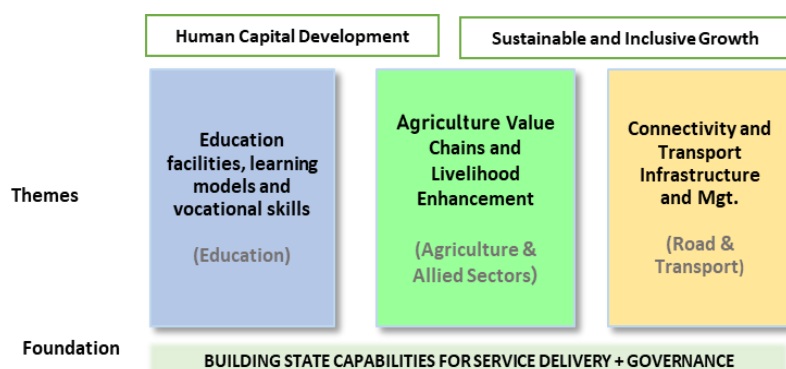 Human Capital Development
Sustainable and Inclusive Growth
Themes
Education
facilities, learning
models and
vocational skills
(Education)
Agriculture Value
Chains and
Livelihood
Enhancement
(Agriculture &
Allied Sectors)
Connectivity and
Transport
Infrastructure
and Mgt.
(Road &
Transport)
Foundation
BUILDING STATE CAPABILITIES FOR SERVICE DELIVERY + GOVERNANCE